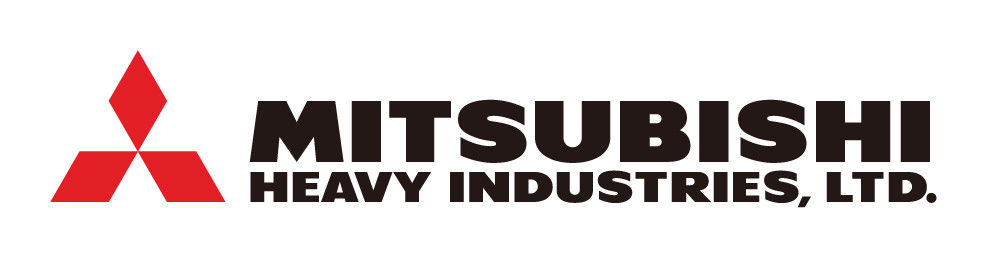 MITSUBISHI
HEAVY INDUSTRIES, LTD.